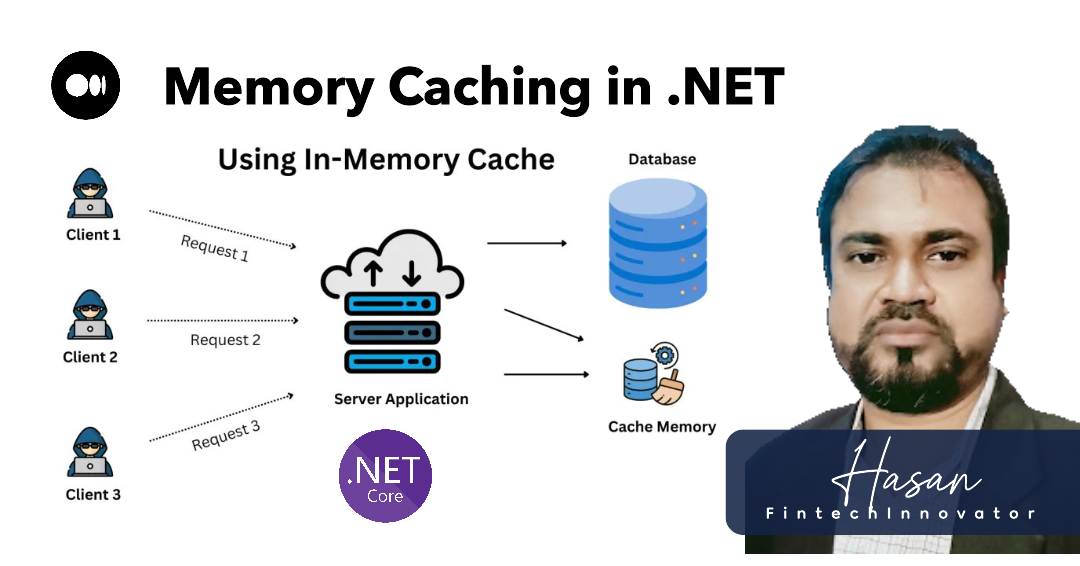 Memory Caching in .NET
Using In-Memory Cache
Database
Client 1
Request 1
Client 2
Request 2
Server Application
Cache Memory
Client 3
Request 3
.NET
Core
Hasan
FintechInnovator